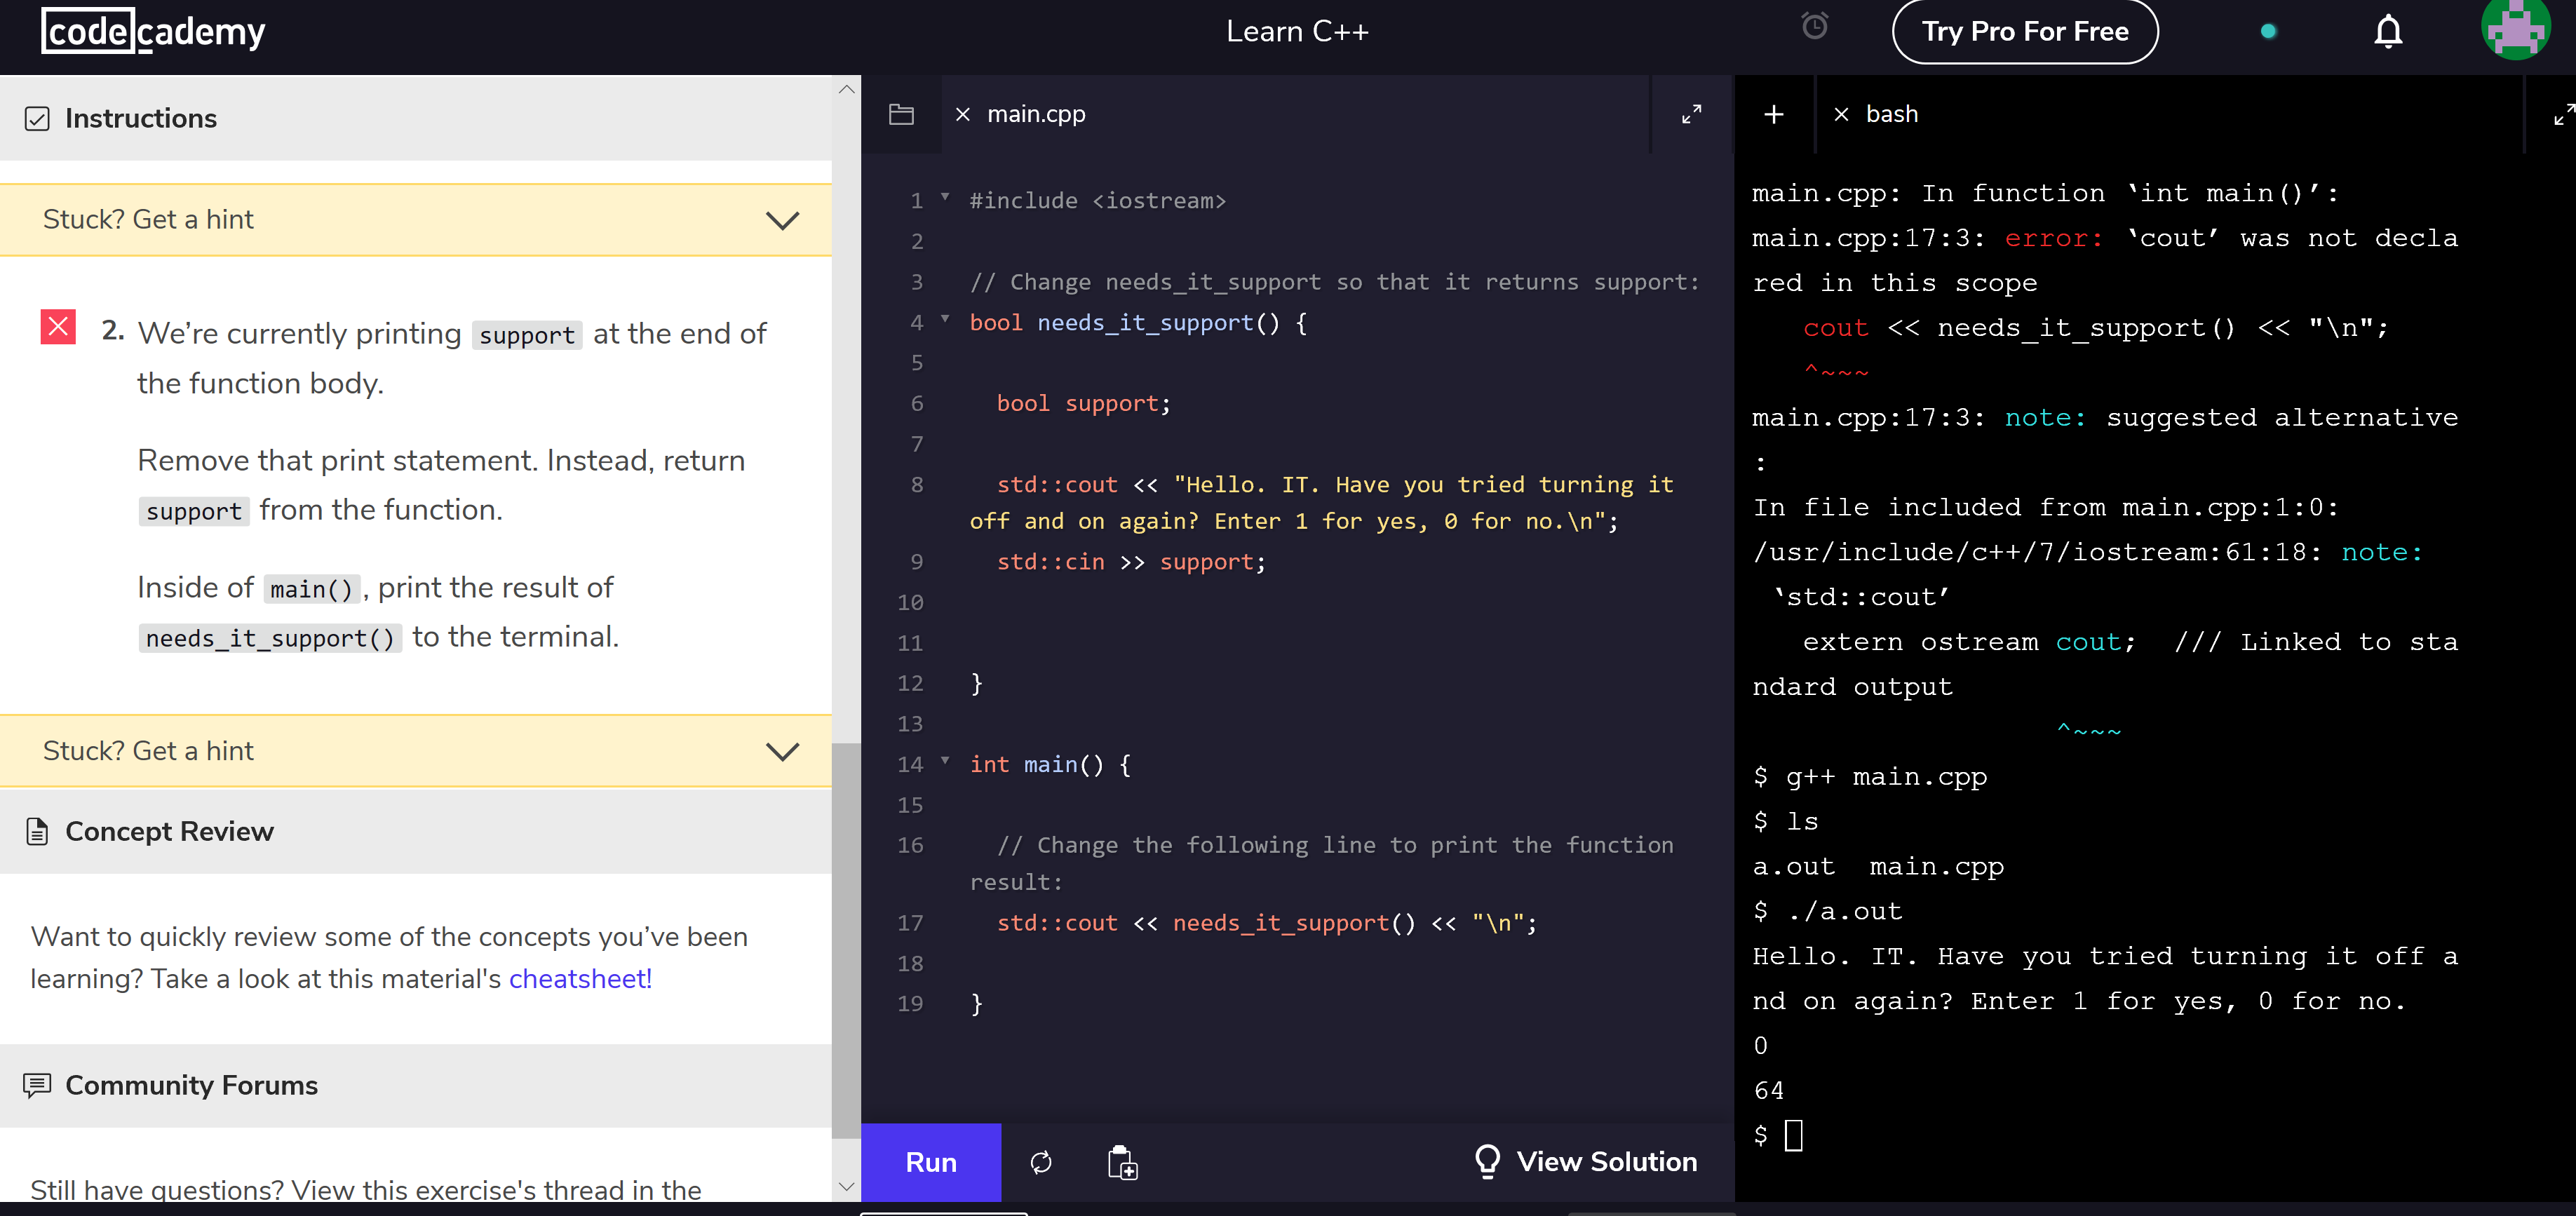 codecademy
Learn C++
Try Pro For Free
Instructions
Stuck? Get a hint
2. We’re currently printing support at the end of
the function body.
Remove that print statement. Instead, return
support from the function.
Inside of main(), print the result of
needs_it_support() to the terminal.
Stuck? Get a hint
Concept Review
Want to quickly review some of the concepts you’ve been
learning? Take a look at this material's cheatsheet!
Community Forums
Still have questions? View this exercise's thread in the
main.cpp
1 #include <iostream>
2
3 // Change needs_it_support so that it returns support:
4 bool needs_it_support() {
5
6 bool support;
7
8 std::cout << "Hello. IT. Have you tried turning it
off and on again? Enter 1 for yes, 0 for no.\n";
9 std::cin >> support;
10
11
12 }
13
14 int main() {
15
16 // Change the following line to print the function
result:
17 std::cout << needs_it_support() << "\n";
18
19 }
Run
View Solution
+ bash
main.cpp: In function ‘int main()’:
main.cpp:17:3: error: ‘cout’ was not decla
red in this scope
cout << needs_it_support() << "\n";
^~~~
main.cpp:17:3: note: suggested alternative
:
In file included from main.cpp:1:0:
/usr/include/c++/7/iostream:61:18: note:
‘std::cout’
extern ostream cout; /// Linked to sta
ndard output
^~~~
$ g++ main.cpp
$ ls
a.out main.cpp
$ ./a.out
Hello. IT. Have you tried turning it off a
nd on again? Enter 1 for yes, 0 for no.
0
64
$